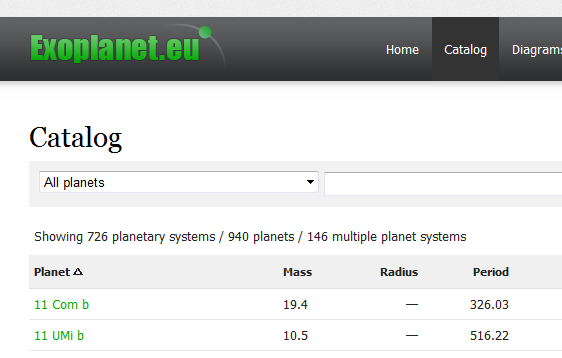 Exoplanet.eu
Home Catalog Diagrams
Catalog
All planets
Showing 726 planetary systems / 940 planets / 146 multiple planet systems
Planet Mass Radius Period
11 Com b 19.4 — 326.03
11 UMi b 10.5 — 516.22